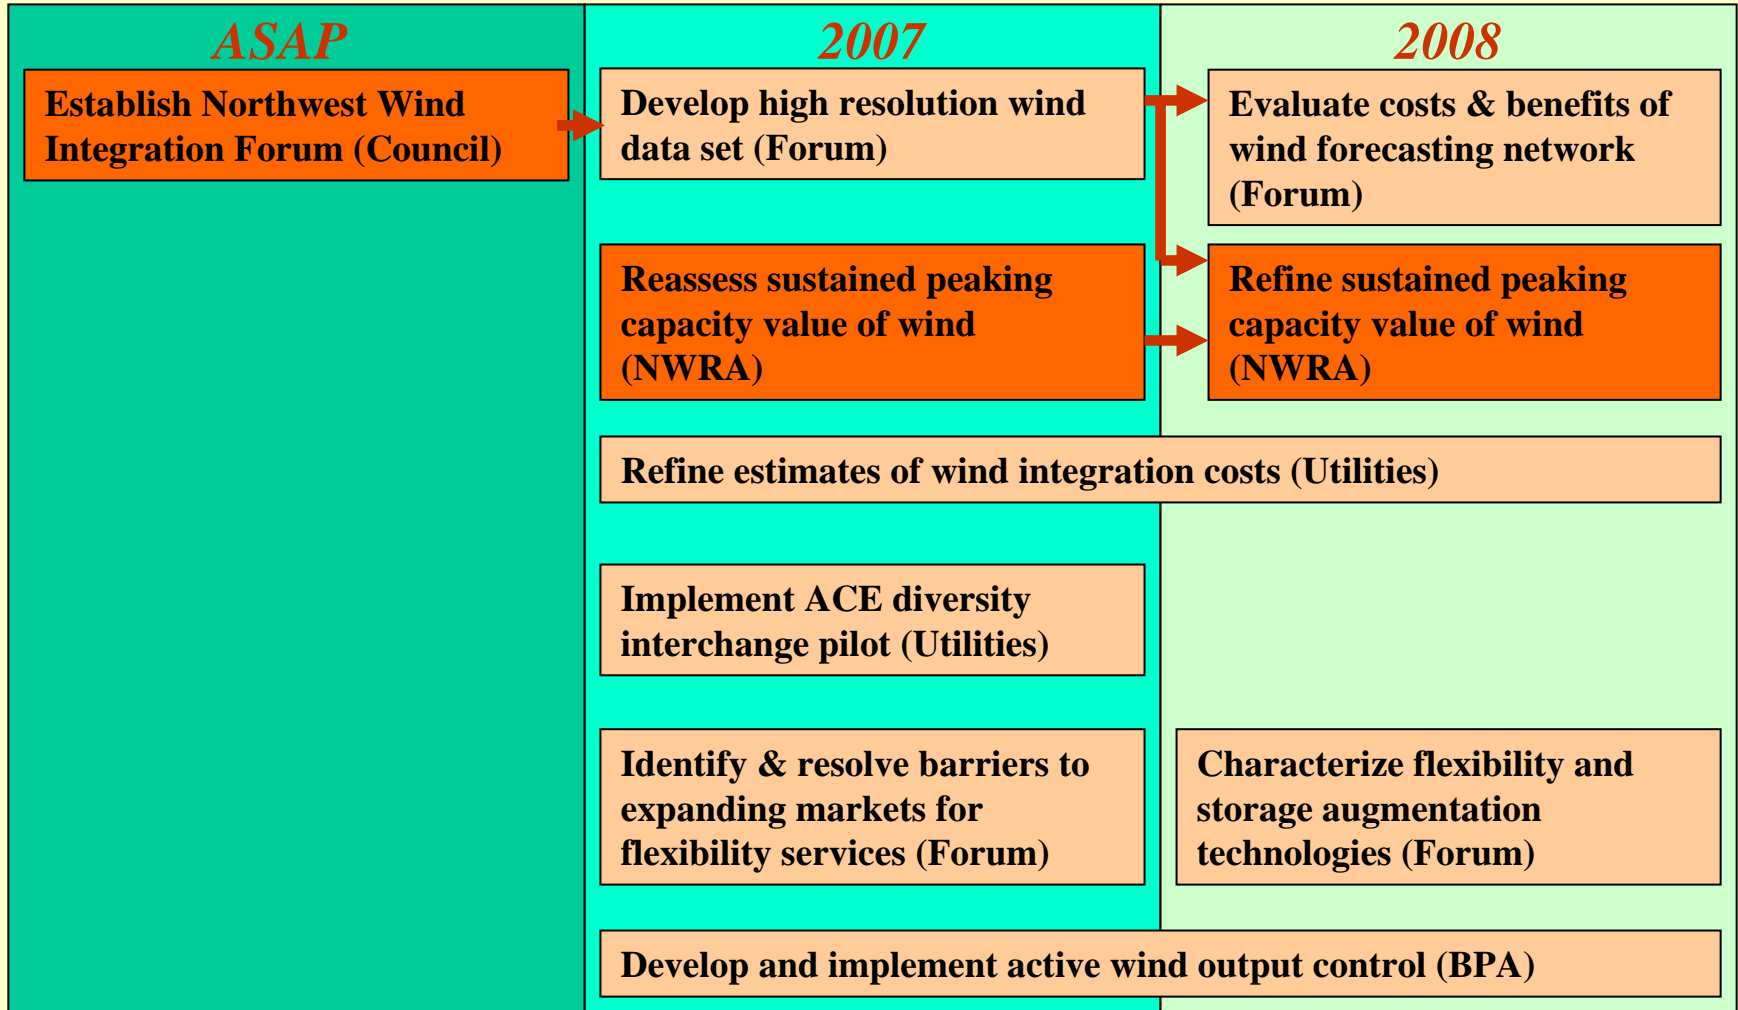 ASAP
2007
2008
Establish Northwest Wind
Integration Forum (Council)
Develop high resolution wind
data set (Forum)
Evaluate costs & benefits of
wind forecasting network
(Forum)
Reassess sustained peaking
capacity value of wind
(NWRA)
Refine sustained peaking
capacity value of wind
(NWRA)
Refine estimates of wind integration costs (Utilities)
Implement ACE diversity
interchange pilot (Utilities)
Identify & resolve barriers to
expanding markets for
flexibility services (Forum)
Characterize flexibility and
storage augmentation
technologies (Forum)
Develop and implement active wind output control (BPA)